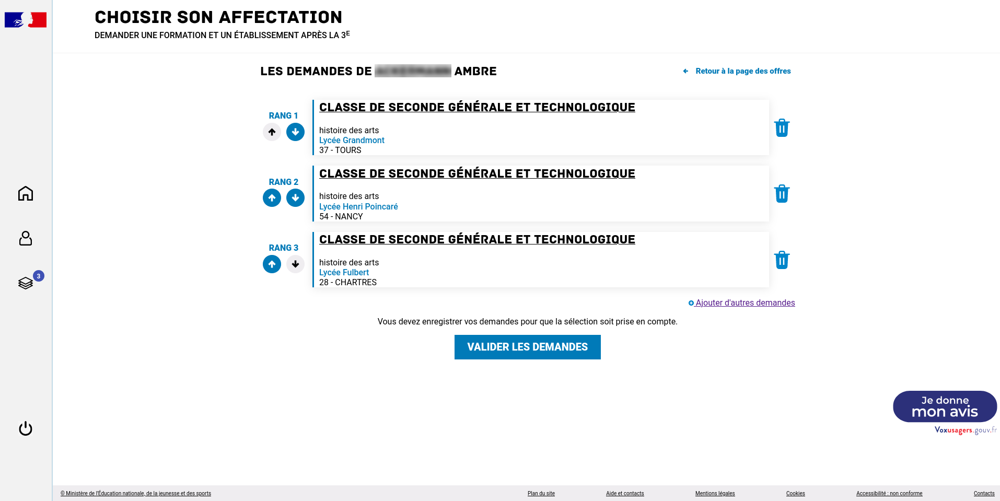 CHOISIR SON AFFECTATION
DEMANDER UNE FORMATION ET UN ÉTABLISSEMENT APRÈS LA 3E
LES DEMANDES DE AMBRE
Retour à la page des offres
RANG 1
CLASSE DE SECONDE GÉNÉRALE ET TECHNOLOGIQUE
histoire des arts
Lycée Grandmont
37 - TOURS
RANG 2
CLASSE DE SECONDE GÉNÉRALE ET TECHNOLOGIQUE
histoire des arts
Lycée Henri Poincaré
54 - NANCY
RANG 3
CLASSE DE SECONDE GÉNÉRALE ET TECHNOLOGIQUE
histoire des arts
Lycée Fulbert
28 - CHARTRES
3
Ajouter d'autres demandes
Vous devez enregistrer vos demandes pour que la sélection soit prise en compte.
VALIDER LES DEMANDES
Je donne
mon avis
Voxusagers.gouv.fr
© Ministère de l'Éducation nationale, de la jeunesse et des sports
Plan du site
Aide et contacts
Mentions légales
Cookies
Accessibilité : non conforme
Contacts